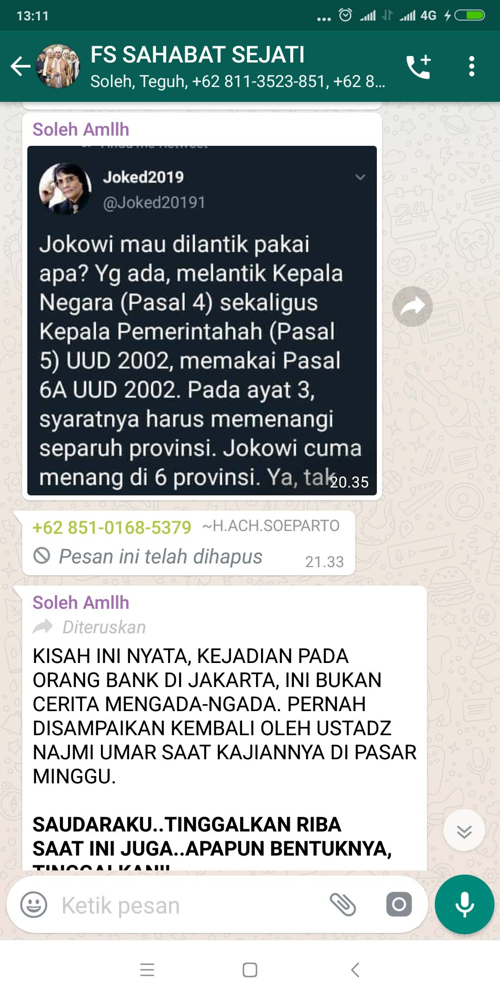 13:11
... 4G
FS SAHABAT SEJATI
Soleh, Teguh, +62 811-3523-851, +62 8...
Soleh Amllh
Joked2019
@Joked20191
Jokowi mau dilantik pakai
apa? Yg ada, melantik Kepala
Negara (Pasal 4) sekaligus
Kepala Pemerintahah (Pasal
5) UUD 2002, memakai Pasal
6A UUD 2002. Pada ayat 3,
syaratnya harus memenangi
separuh provinsi. Jokowi cuma
menang di 6 provinsi. Ya, tak
20.35
+62 851-0168-5379 ~H.ACH.SOEPARTO
Pesan ini telah dihapus 21.33
Soleh Amllh
Diteruskan
KISAH INI NYATA, KEJADIAN PADA
ORANG BANK DI JAKARTA, INI BUKAN
CERITA MENGADA-NGADA. PERNAH
DISAMPAIKAN KEMBALI OLEH USTADZ
NAJMI UMAR SAAT KAJIANNYA DI PASAR
MINGGU.
SAUDARAKU..TINGGALKAN RIBA
SAAT INI JUGA..APAPUN BENTUKNYA,
TINGGALKAN!!
Ketik pesan